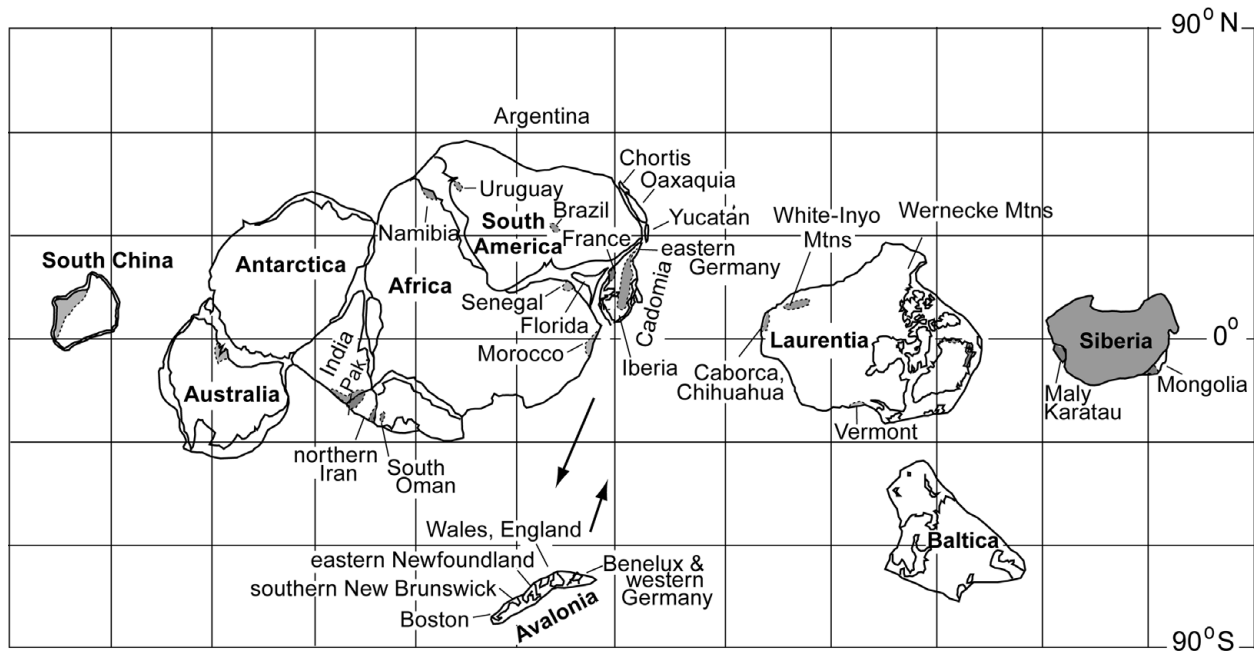 90° N
Argentina
Chortis
Oaxaquia
Uruguay
Brazil
Yucatán
White-Inyo
Mtns
Wernecke Mtns
Namibia
South
America
France
eastern
Germany
South China
Antarctica
Africa
Cadomia
Senegal
Florida
Morocco
Iberia
India
Pak.
Australia
Laurentia
Caborca,
Chihuahua
Siberia
0°
Maly
Karatau
Mongolia
Vermont
northern
Iran
South
Oman
Wales, England
eastern Newfoundland
southern New Brunswick
Boston
Avalonia
Benelux &
western
Germany
Baltica
90°S